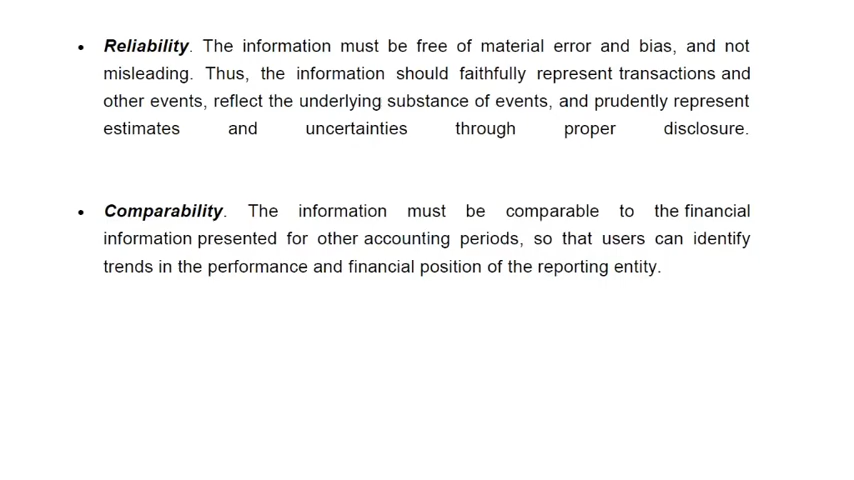 • Reliability. The information must be free of material error and bias, and not
misleading. Thus, the information should faithfully represent transactions and
other events, reflect the underlying substance of events, and prudently represent
estimates and uncertainties through proper disclosure.
• Comparability. The information must be comparable to the financial
information presented for other accounting periods, so that users can identify
trends in the performance and financial position of the reporting entity.